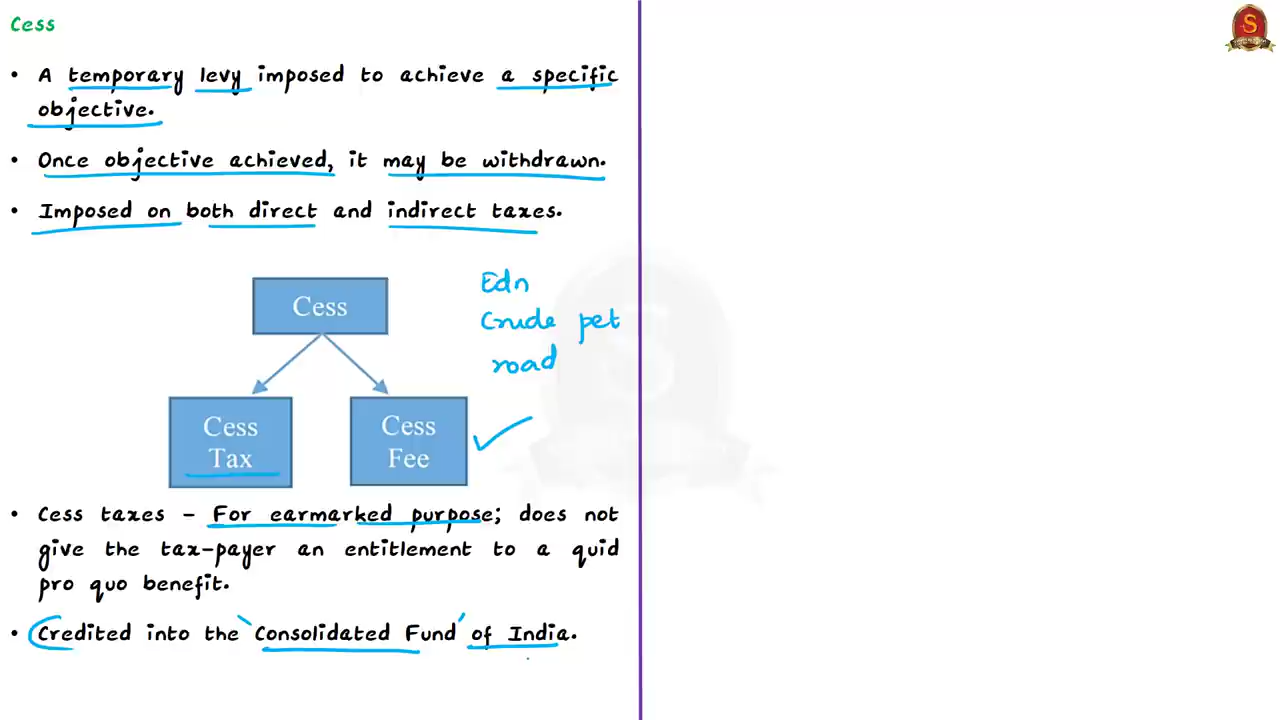 Cess
• A temporary levy imposed to achieve a specific
objective.
• Once objective achieved, it may be withdrawn.
• Imposed on both direct and indirect taxes.
Cess
Edn
Crude pet
road
Cess
Tax
Cess
Fee
• Cess taxes - For earmarked purpose; does not
give the tax-payer an entitlement to a quid
pro quo benefit.
• Credited into the 'Consolidated Fund' of India.
S